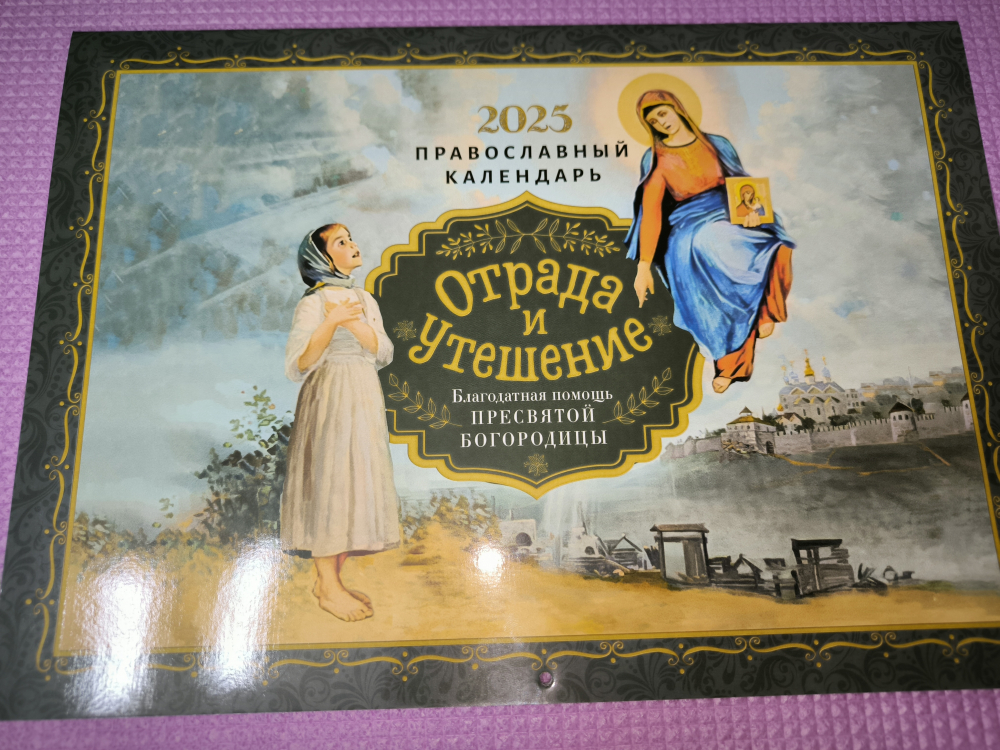 2025
ПРАВОСЛАВНЫЙ
КАЛЕНДАРЬ
Отрада
и
Утешение
Благодатная помощь
ПРЕСВЯТОЙ
БОГОРОДИЦЫ